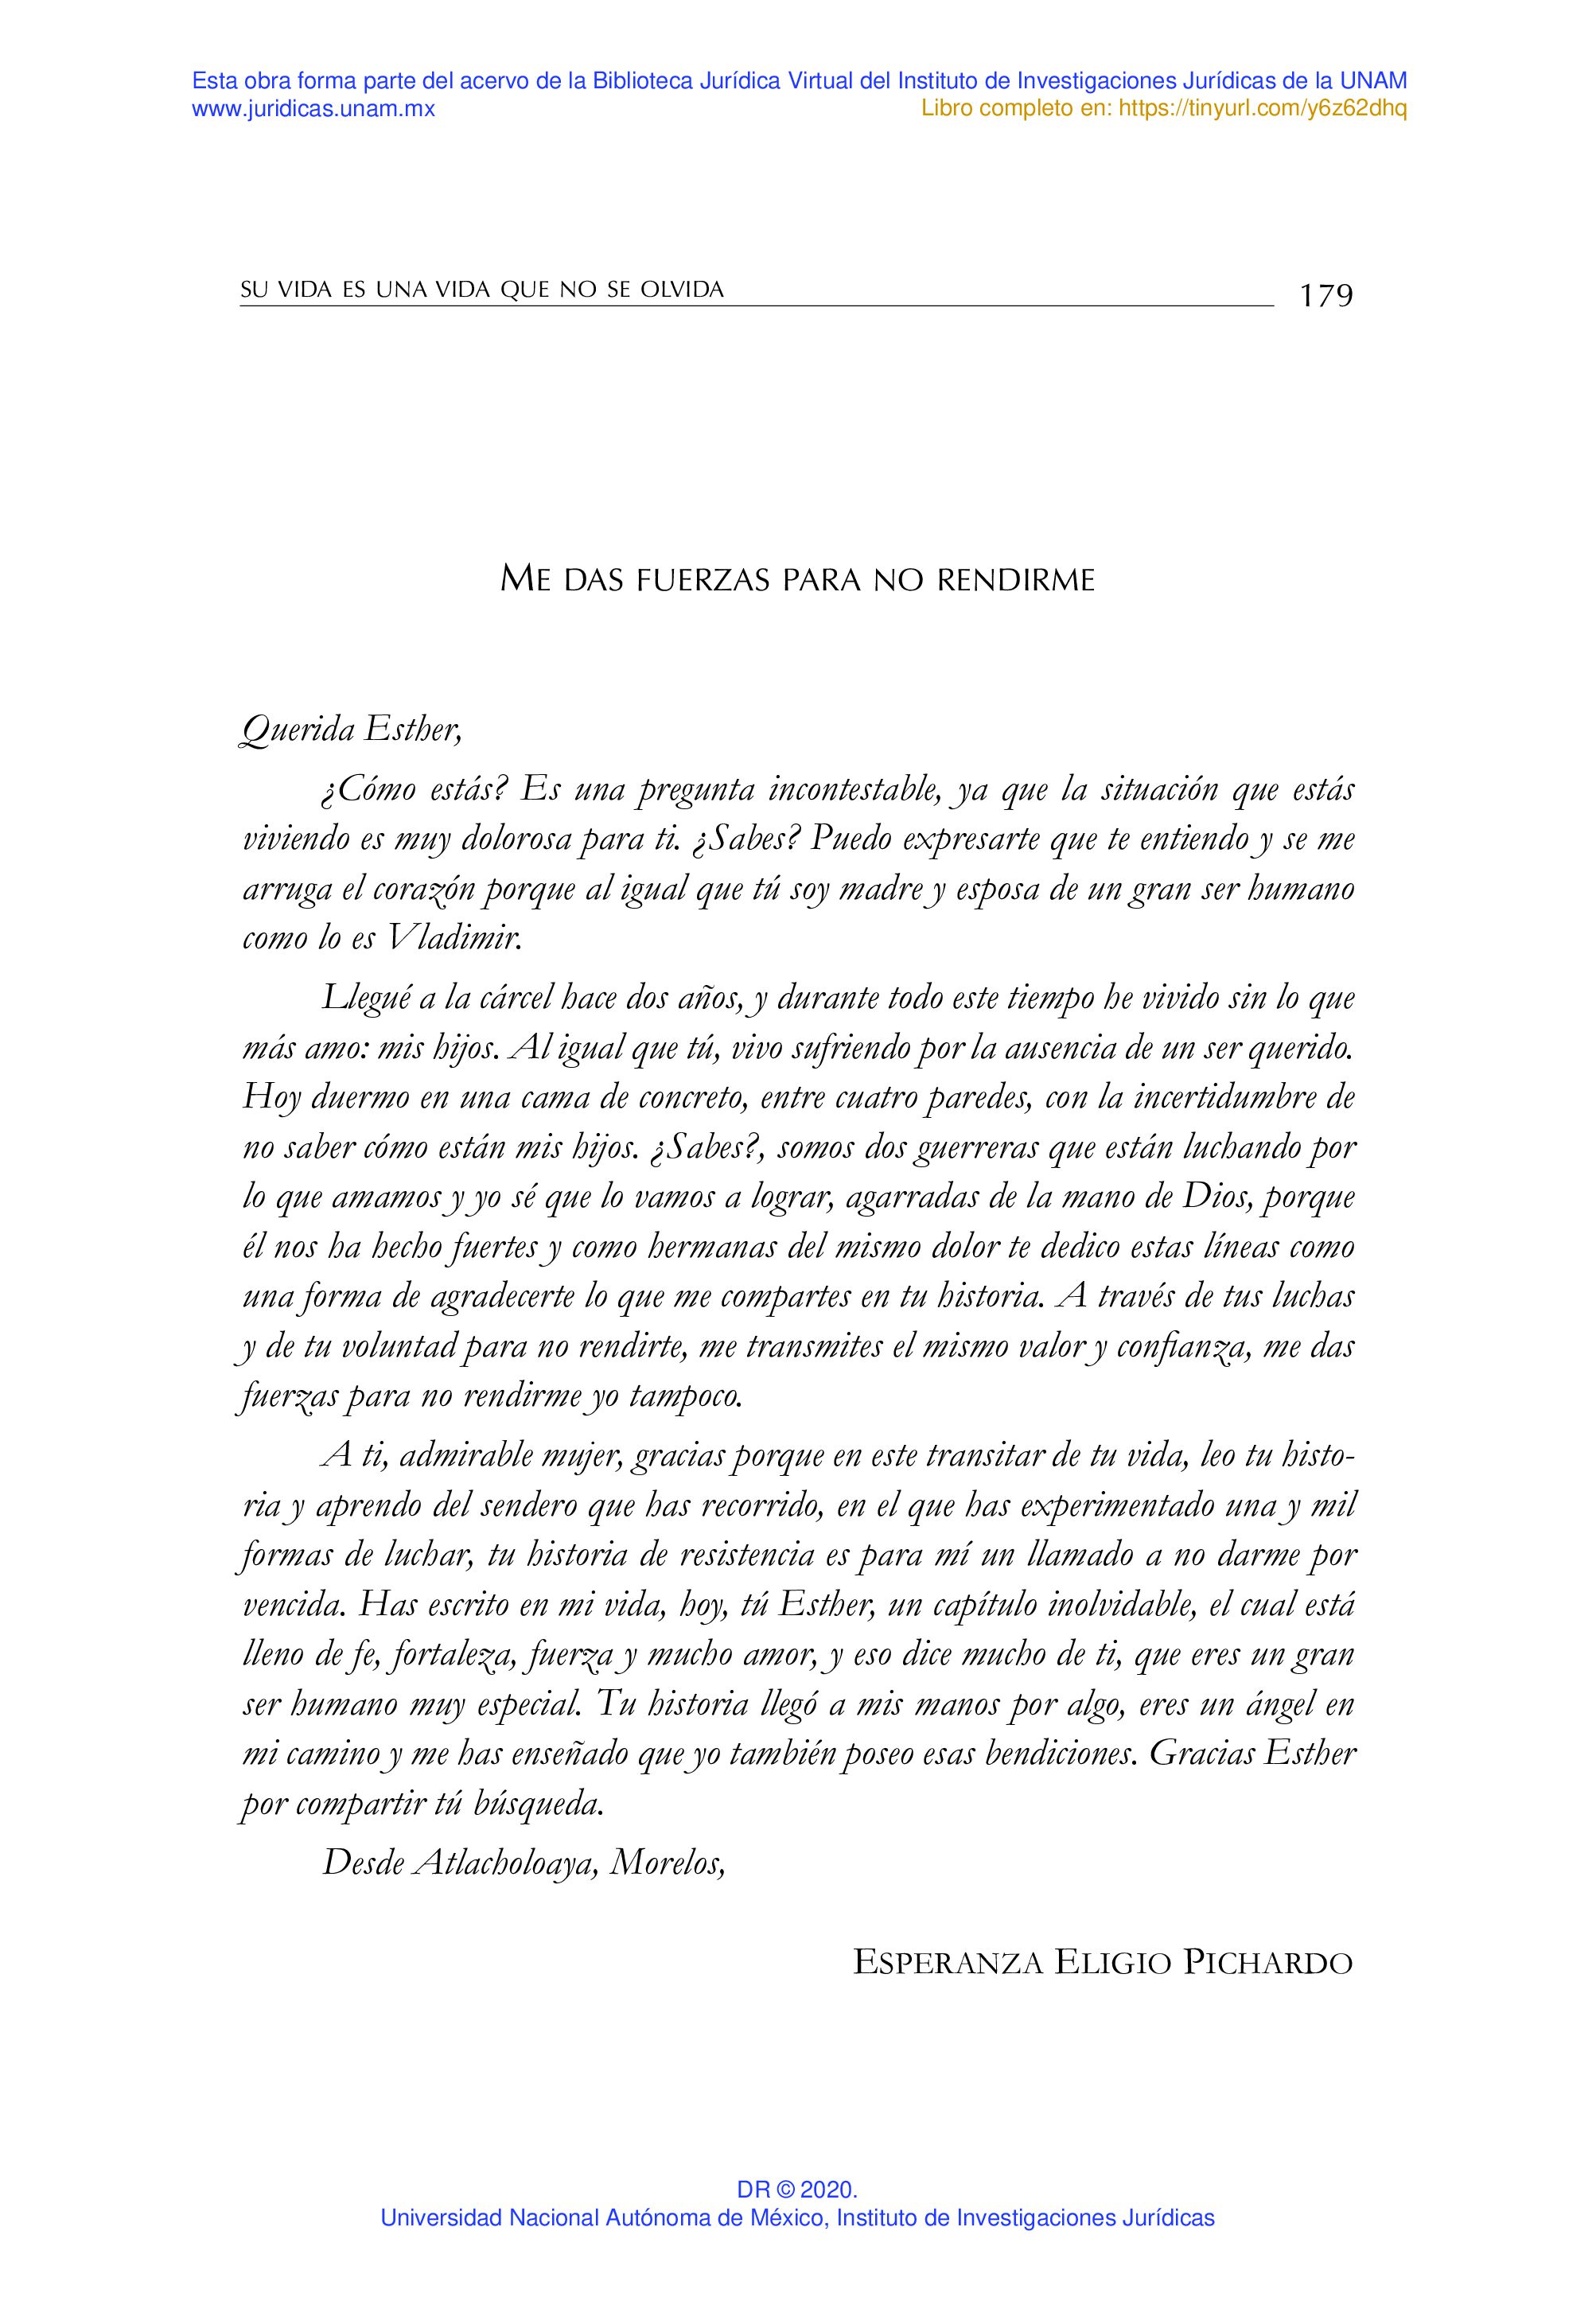 Esta obra forma parte del acervo de la Biblioteca Jurídica Virtual del Instituto de Investigaciones Jurídicas de la UNAM
www.juridicas.unam.mx Libro completo en: https://tinyurl.com/y6z62dhq
SU VIDA ES UNA VIDA QUE NO SE OLVIDA 179
ME DAS FUERZAS PARA NO RENDIRME
Querida Esther,
¿Cómo estás? Es una pregunta incontestable, ya que la situación que estás
viviendo es muy dolorosa para ti. ¿Sabes? Puedo expresarte que te entiendo y se me
arruga el corazón porque al igual que tú soy madre y esposa de un gran ser humano
como lo es Vladimir.
Llegué a la cárcel hace dos años, y durante todo este tiempo he vivido sin lo que
más amo: mis hijos. Al igual que tú, vivo sufriendo por la ausencia de un ser querido.
Hoy duermo en una cama de concreto, entre cuatro paredes, con la incertidumbre de
no saber cómo están mis hijos. ¿Sabes?, somos dos guerreras que están luchando por
lo que amamos y yo sé que lo vamos a lograr, agarradas de la mano de Dios, porque
él nos ha hecho fuertes y como hermanas del mismo dolor te dedico estas líneas como
una forma de agradecerte lo que me compartes en tu historia. A través de tus luchas
y de tu voluntad para no rendirte, me transmites el mismo valor y confianza, me das
fuerzas para no rendirme yo tampoco.
A ti, admirable mujer, gracias porque en este transitar de tu vida, leo tu histo-
ria y aprendo del sendero que has recorrido, en el que has experimentado una y mil
formas de luchar, tu historia de resistencia es para mí un llamado a no darme por
vencida. Has escrito en mi vida, hoy, tú Esther, un capítulo inolvidable, el cual está
lleno de fe, fortaleza, fuerza y mucho amor, y eso dice mucho de ti, que eres un gran
ser humano muy especial. Tu historia llegó a mis manos por algo, eres un ángel en
mi camino y me has enseñado que yo también poseo esas bendiciones. Gracias Esther
por compartir tú búsqueda.
Desde Atlacholoaya, Morelos,
ESPERANZA ELIGIO PICHARDO
DR © 2020.
Universidad Nacional Autónoma de México, Instituto de Investigaciones Jurídicas